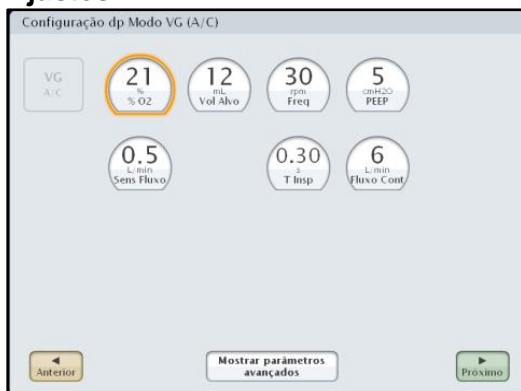 Configuração dp Modo VG (A/C)
VG
A/C
21
%
% O2
12
mL
Vol Alvo
30
rpm
Freq
5
cmH2O
PEEP
0.5
L/min
Sens Fluxo
0.30
s
T Insp
6
L/min
Fluxo Cont
Anterior
Mostrar parâmetros
avançados
Próximo